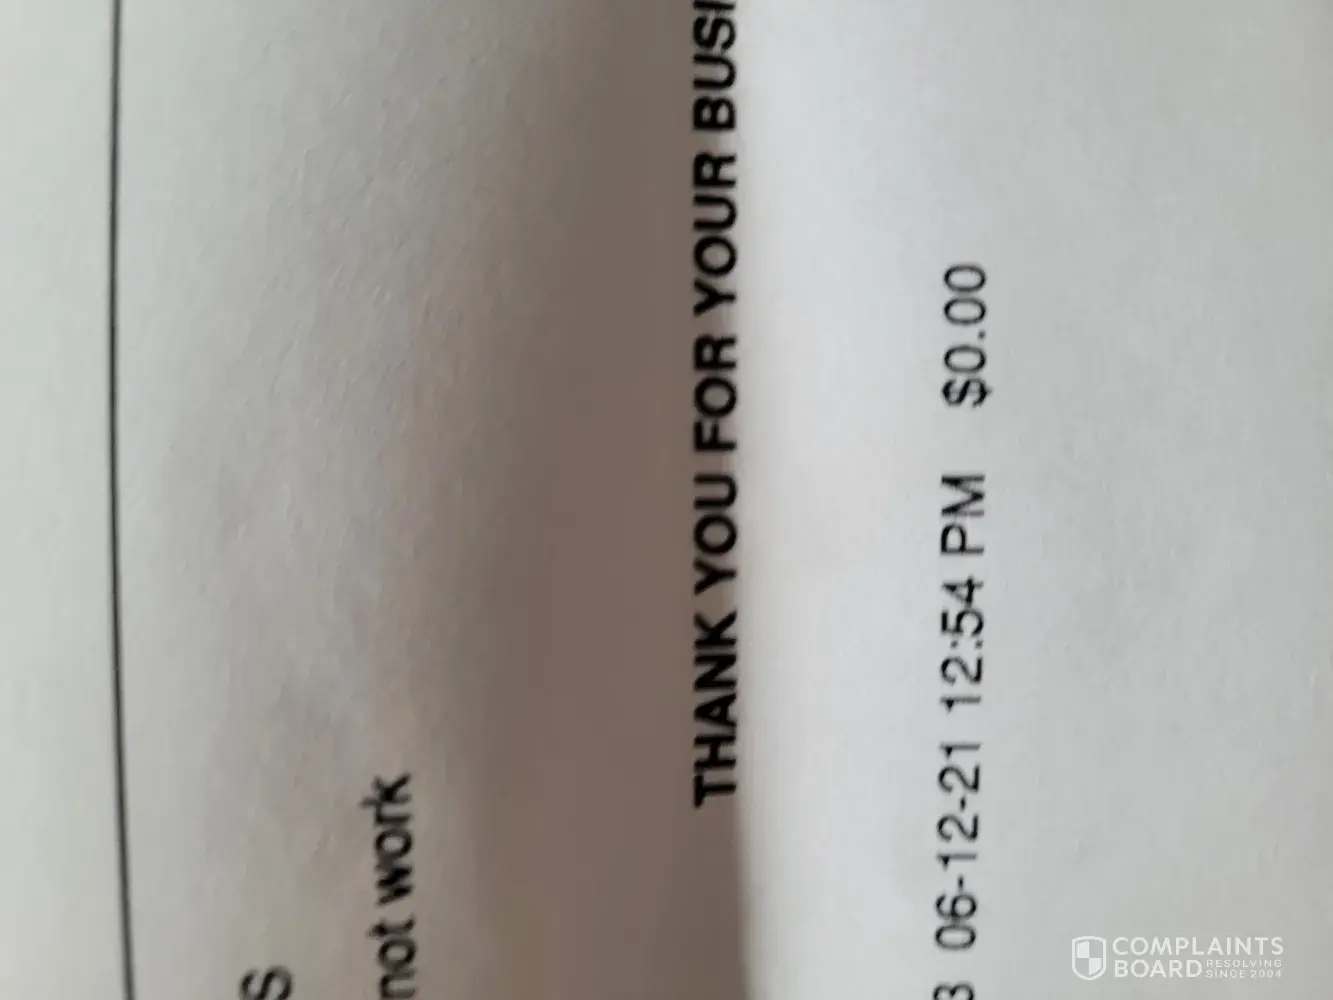 S
not work
THANK YOU FOR YOUR BUSI
3 06-12-21 12:54 PM $0.00
COMPLAINTS
BOARD RESOLVING
SINCE 2004